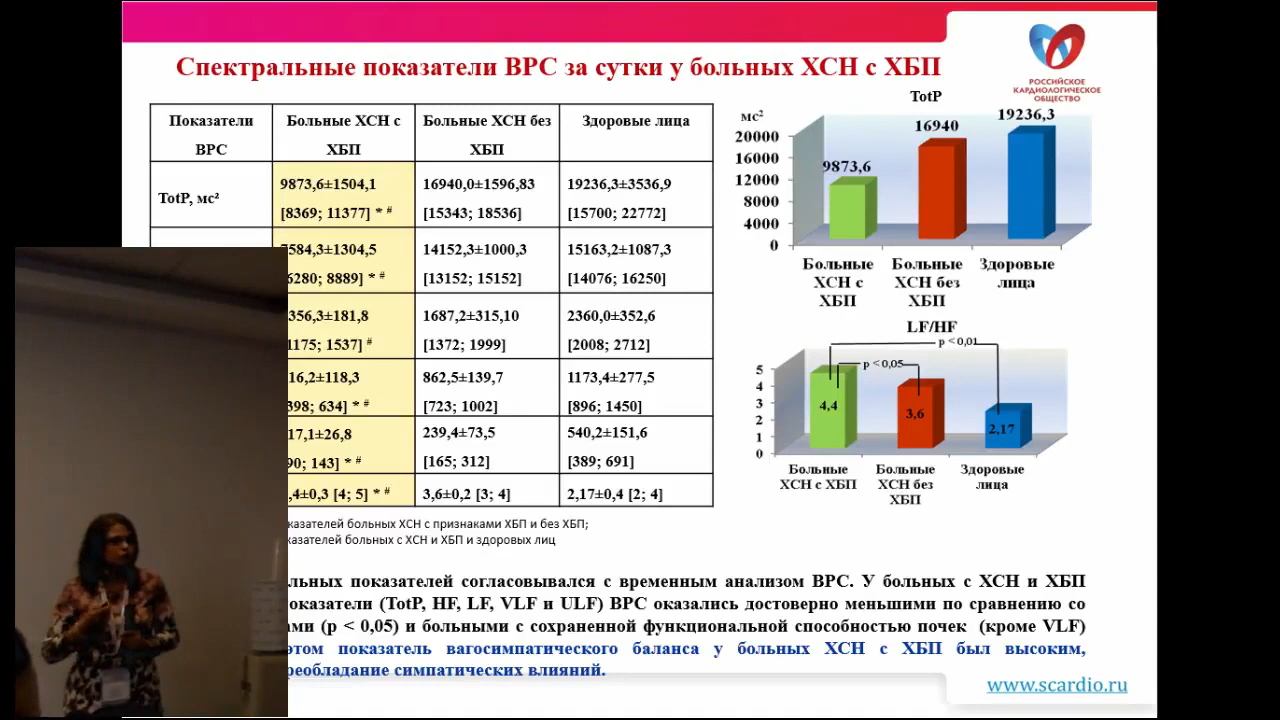 Спектральные показатели ВРС за сутки у больных ХСН с ХБП
РОССИЙСКОЕ
КАРДИОЛОГИЧЕСКОЕ
ОБЩЕСТВО
Показатели ВРС
Больные ХСН с ХБП
Больные ХСН без ХБП
Здоровые лица
TotP, мс²
9873,6±1504,1
[8369; 11377] * #
16940,0±1596,83
[15343; 18536]
19236,3±3536,9
[15700; 22772]
7584,3±1304,5
6280; 8889] * #
14152,3±1000,3
[13152; 15152]
15163,2±1087,3
[14076; 16250]
356,3±181,8
1175; 1537] #
1687,2±315,10
[1372; 1999]
2360,0±352,6
[2008; 2712]
16,2±118,3
398; 634] * #
862,5±139,7
[723; 1002]
1173,4±277,5
[896; 1450]
17,1±26,8
90; 143] * #
239,4±73,5
[165; 312]
540,2±151,6
[389; 691]
,4±0,3 [4; 5] * #
3,6±0,2 [3; 4]
2,17±0,4 [2; 4]
TotP
мс²
20000
16000
12000
8000
4000
0
9873,6
16940
19236,3
Больные ХСН с ХБП
Больные ХСН без ХБП
Здоровые лица
LF/HF
p < 0,01
p < 0,05
5
4
3
2
1
0
4,4
3,6
2,17
Больные ХСН с ХБП
Больные ХСН без ХБП
Здоровые лица
казателей больных ХСН с признаками ХБП и без ХБП;
казателей больных с ХСН и ХБП и здоровых лиц
льных показателей согласовывался с временным анализом ВРС. У больных с ХСН и ХБП
оказатели (TotP, HF, LF, VLF и ULF) ВРС оказались достоверно меньшими по сравнению со
ами (p < 0,05) и больными с сохраненной функциональной способностью почек (кроме VLF)
этом показатель вагосимпатического баланса у больных ХСН с ХБП был высоким,
реобладание симпатических влияний.
www.scardio.ru